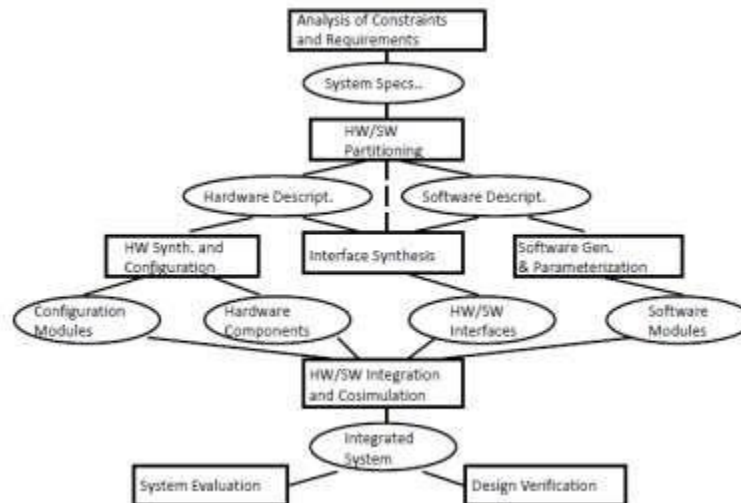 Analysis of Constraints
and Requirements
System Specs..
HW/SW
Partitioning
Hardware Descript.
Software Descript.
HW Synth. and
Configuration
Interface Synthesis
Software Gen.
& Parameterization
Configuration
Modules
Hardware
Components
HW/SW
Interfaces
Software
Modules
HW/SW Integration
and Cosimulation
Integrated
System
System Evaluation
Design Verification